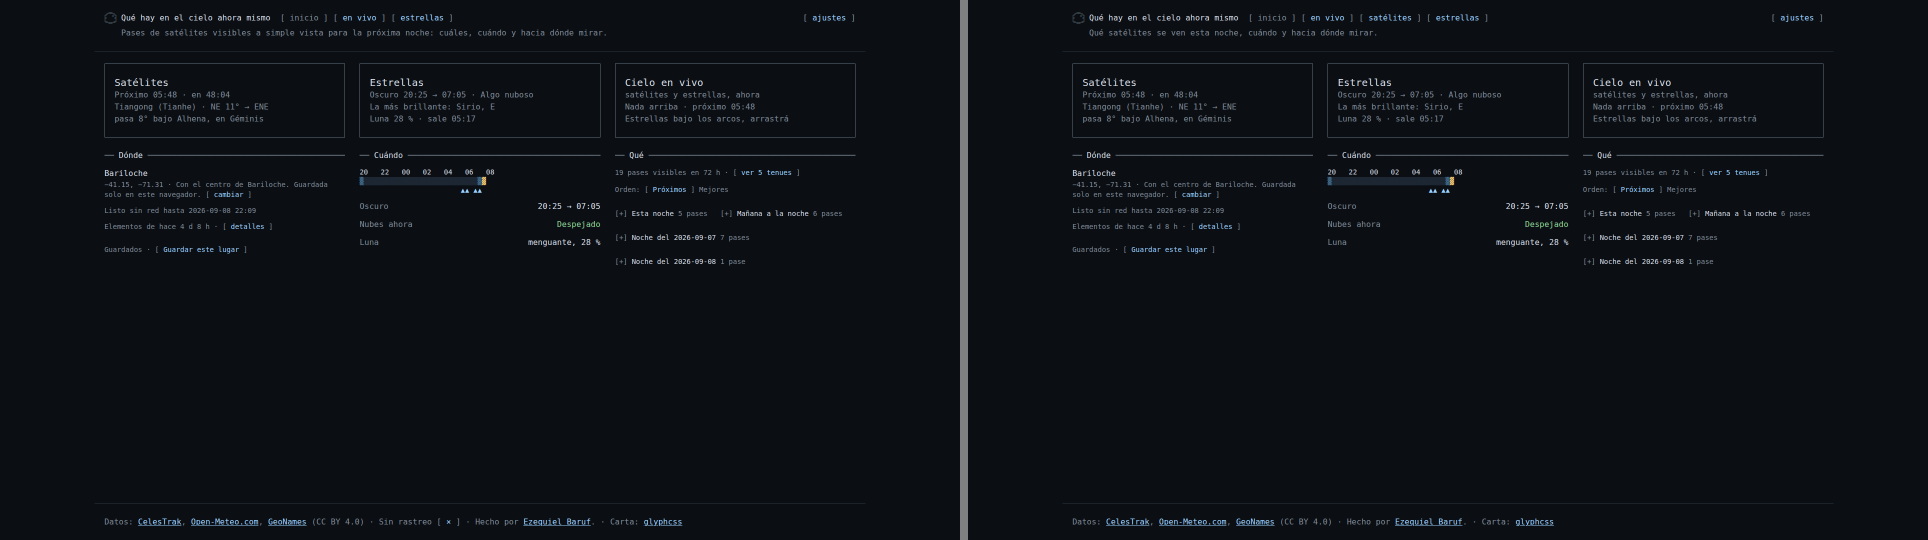 Qué hay en el cielo ahora mismo [ inicio ] [ en vivo ] [ estrellas ] [ ajustes ]
Pases de satélites visibles a simple vista para la próxima noche: cuáles, cuándo y hacia dónde mirar.
Satélites
Próximo 05:48 · en 48:04
Tiangong (Tianhe) · NE 11° → ENE
pasa 8° bajo Alhena, en Géminis
Estrellas
Oscuro 20:25 → 07:05 · Algo nuboso
La más brillante: Sirio, E
Luna 28 % · sale 05:17
Cielo en vivo
satélites y estrellas, ahora
Nada arriba · próximo 05:48
Estrellas bajo los arcos, arrastrá
Dónde
Bariloche
−41.15, −71.31 · Con el centro de Bariloche. Guardada
solo en este navegador. [ cambiar ]
Listo sin red hasta 2026-09-08 22:09
Elementos de hace 4 d 8 h · [ detalles ]
Guardados · [ Guardar este lugar ]
Cuándo
20 22 00 02 04 06 08
▲▲ ▲▲
Oscuro 20:25 → 07:05
Nubes ahora Despejado
Luna menguante, 28 %
Qué
19 pases visibles en 72 h · [ ver 5 tenues ]
Orden: [ Próximos ] Mejores
[+] Esta noche 5 pases [+] Mañana a la noche 6 pases
[+] Noche del 2026-09-07 7 pases
[+] Noche del 2026-09-08 1 pase
Datos: CelesTrak, Open-Meteo.com, GeoNames (CC BY 4.0) · Sin rastreo [ × ] · Hecho por Ezequiel Baruf. · Carta: glyphcss
Qué hay en el cielo ahora mismo [ inicio ] [ en vivo ] [ satélites ] [ estrellas ] [ ajustes ]
Qué satélites se ven esta noche, cuándo y hacia dónde mirar.
Satélites
Próximo 05:48 · en 48:04
Tiangong (Tianhe) · NE 11° → ENE
pasa 8° bajo Alhena, en Géminis
Estrellas
Oscuro 20:25 → 07:05 · Algo nuboso
La más brillante: Sirio, E
Luna 28 % · sale 05:17
Cielo en vivo
satélites y estrellas, ahora
Nada arriba · próximo 05:48
Estrellas bajo los arcos, arrastrá
Dónde
Bariloche
−41.15, −71.31 · Con el centro de Bariloche. Guardada
solo en este navegador. [ cambiar ]
Listo sin red hasta 2026-09-08 22:09
Elementos de hace 4 d 8 h · [ detalles ]
Guardados · [ Guardar este lugar ]
Cuándo
20 22 00 02 04 06 08
▲▲ ▲▲
Oscuro 20:25 → 07:05
Nubes ahora Despejado
Luna menguante, 28 %
Qué
19 pases visibles en 72 h · [ ver 5 tenues ]
Orden: [ Próximos ] Mejores
[+] Esta noche 5 pases [+] Mañana a la noche 6 pases
[+] Noche del 2026-09-07 7 pases
[+] Noche del 2026-09-08 1 pase
Datos: CelesTrak, Open-Meteo.com, GeoNames (CC BY 4.0) · Hecho por Ezequiel Baruf. · Carta: glyphcss